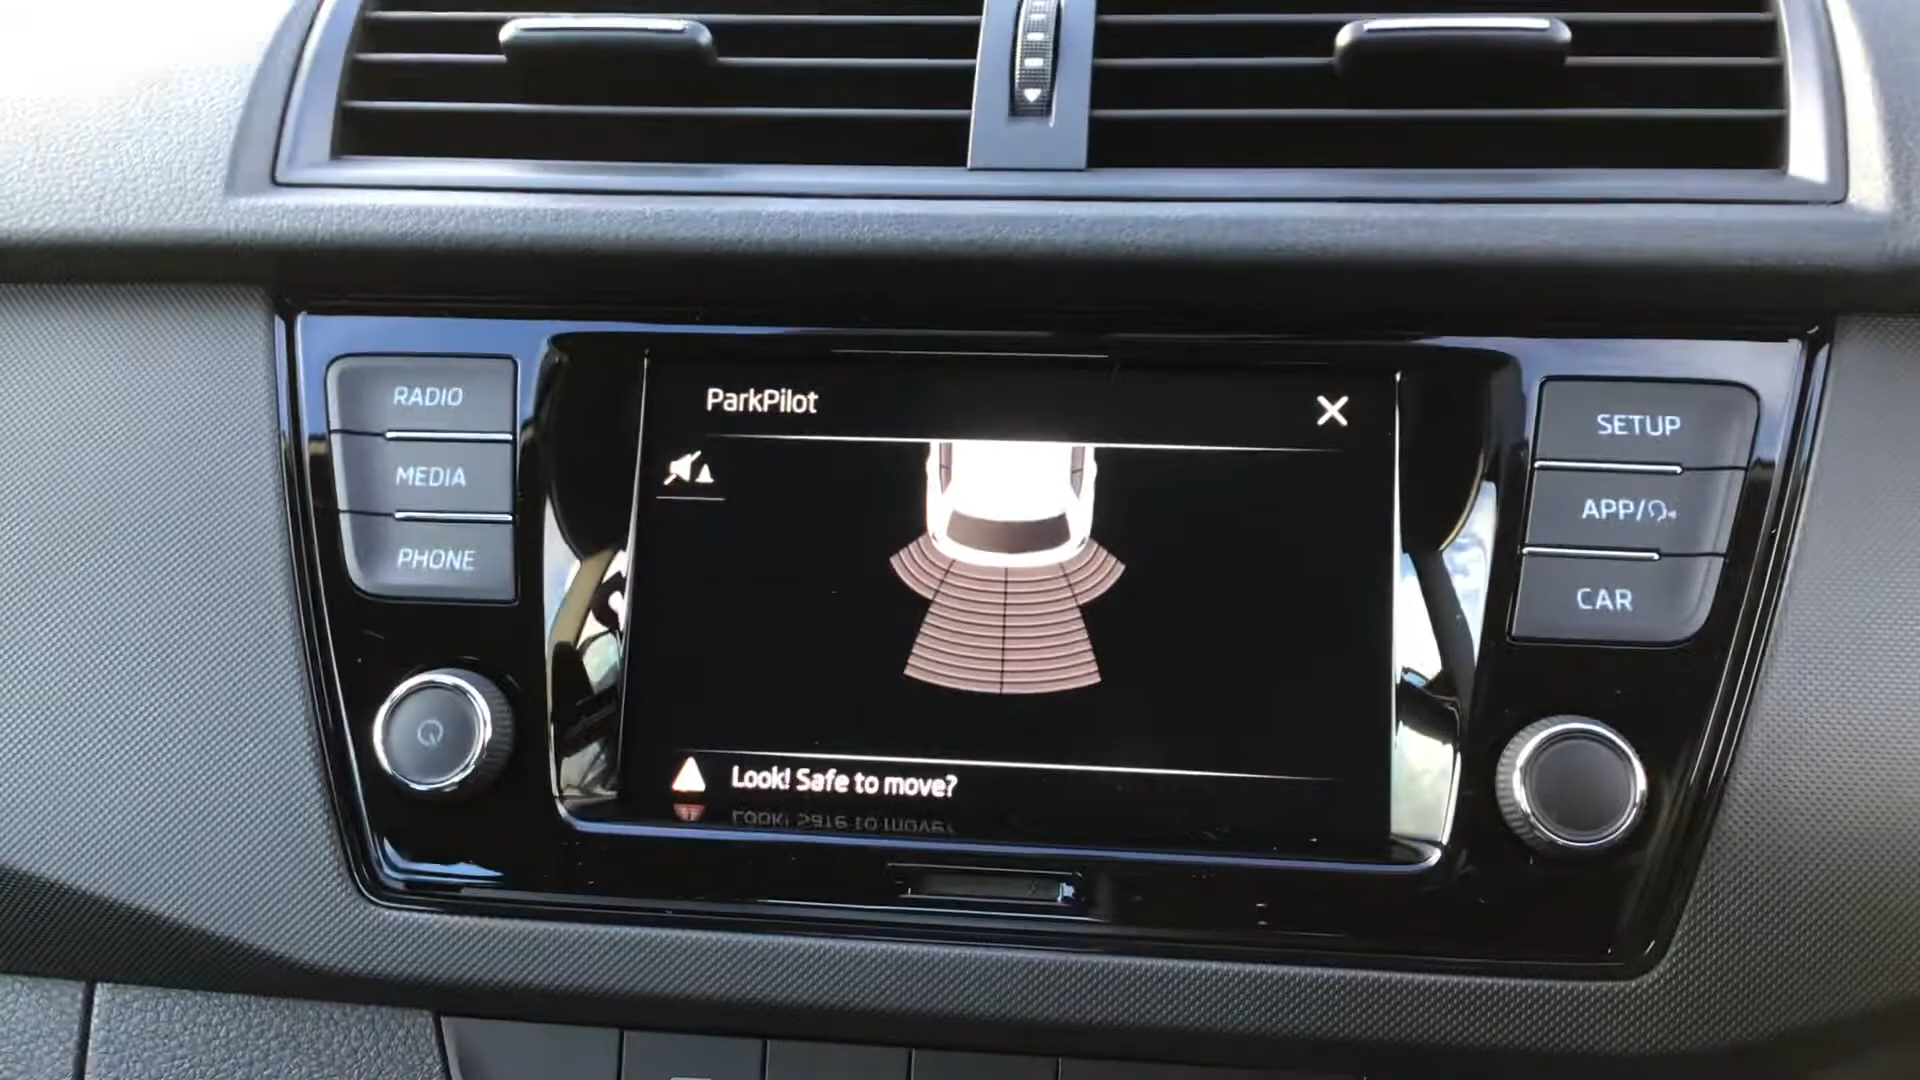 RADIO
MEDIA
PHONE
ParkPilot
Look! Safe to move?
SETUP
APP/
CAR